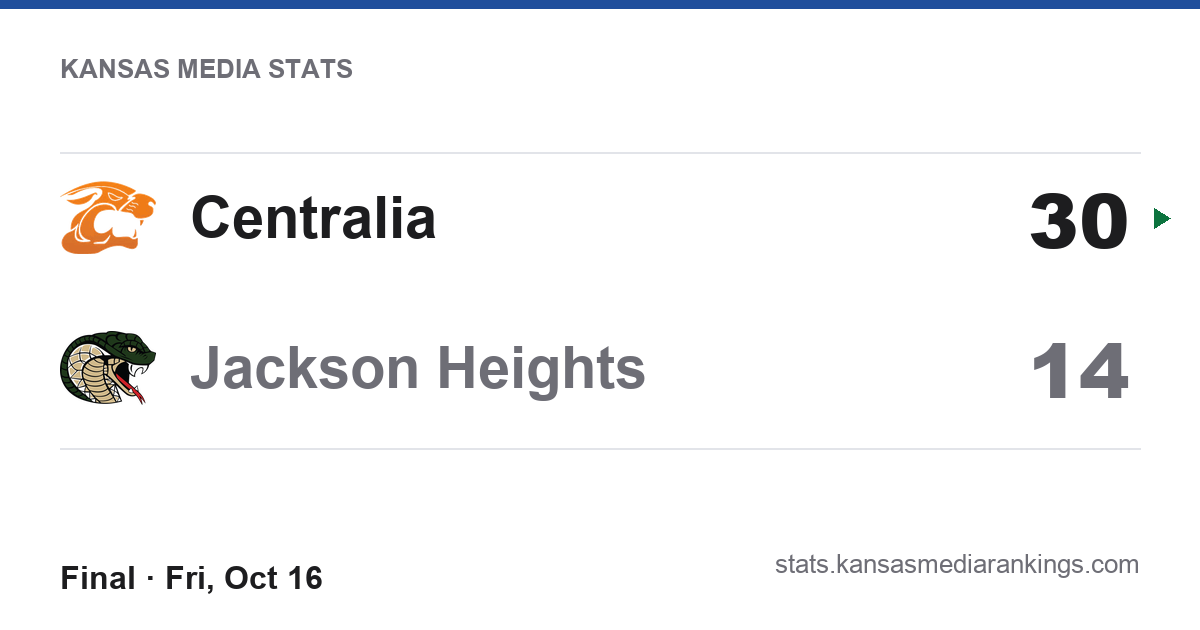 KANSAS MEDIA STATS
Centralia 30
Jackson Heights 14
Final · Fri, Oct 16
stats.kansasmediarankings.com